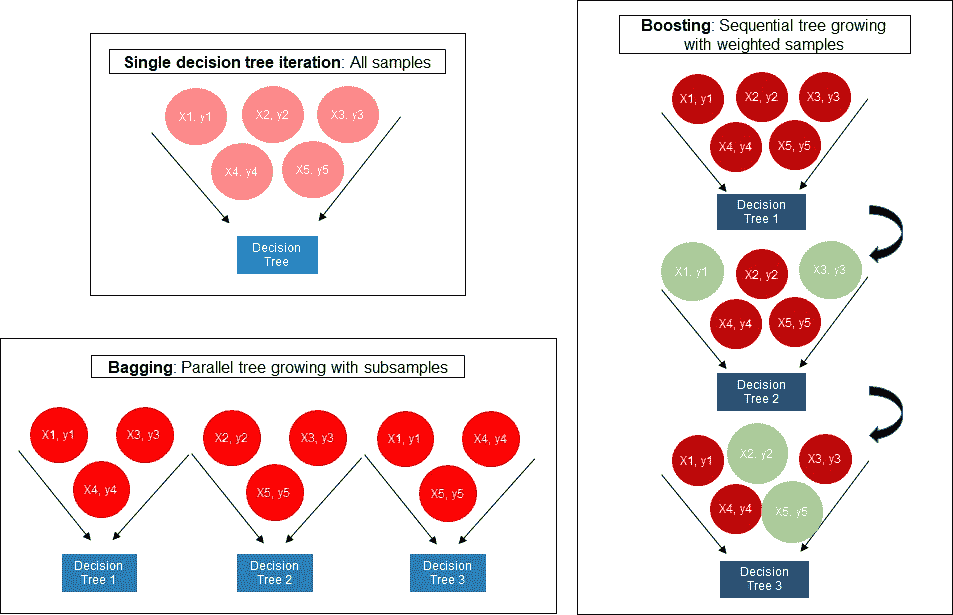 Single decision tree iteration: All samples
X1. y1
X2, y2
X3. y3
X4. y4
X5. y5
Decision
Tree
Bagging: Parallel tree growing with subsamples
X1, y1
X3, y3
X4, y4
Decision
Tree 1
X2, y2
X3, y3
X5, y5
Decision
Tree 2
X1, y1
X4, y4
X5, y5
Decision
Tree 3
Boosting: Sequential tree growing
with weighted samples
X1, y1
X2, y2
X3, y3
X4, y4
X5, y5
Decision
Tree 1
X1. y1
X2, y2
X3. y3
X4, y4
X5, y5
Decision
Tree 2
X1, y1
X2. y2
X3, y3
X4, y4
X5. y5
Decision
Tree 3